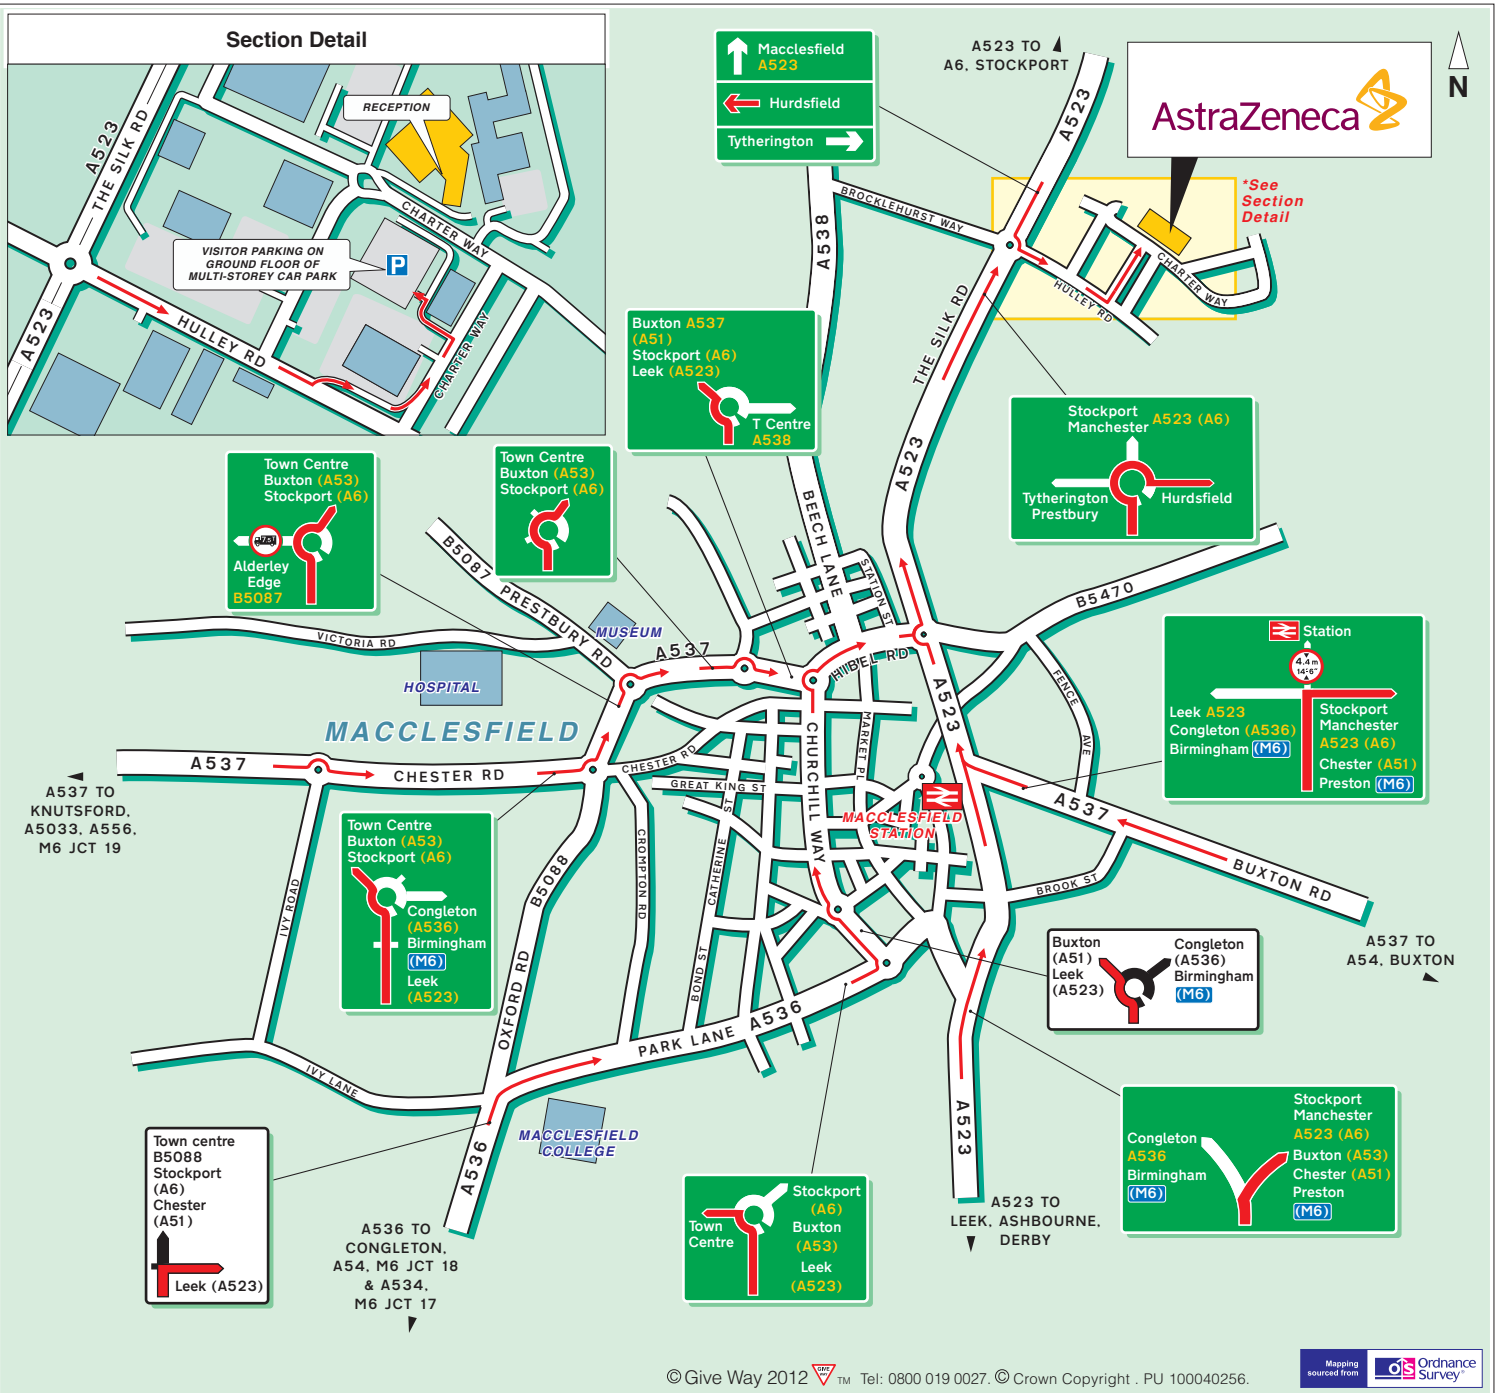 Section Detail
RECEPTION
VISITOR PARKING ON
GROUND FLOOR OF
MULTI-STOREY CAR PARK
P
A523
THE SILK RD
A523
HULLEY RD
CHARTER WAY
CHARTER WAY
Macclesfield
A523
Hurdsfield
Tytherington
A523 TO
A6, STOCKPORT
A523
AstraZeneca
N
*See
Section
Detail
BROCKLEHURST WAY
A538
HULLEY RD
CHARTER WAY
THE SILK RD
A523
Buxton A537
(A51)
Stockport (A6)
Leek (A523)
T Centre
A538
Stockport
Manchester
A523 (A6)
Tytherington
Prestbury
Hurdsfield
Town Centre
Buxton (A53)
Stockport (A6)
Alderley
Edge
B5087
Town Centre
Buxton (A53)
Stockport (A6)
B5087
PRESTBURY RD
BEECH LANE
STATION ST
B5470
VICTORIA RD
MUSEUM
A537
HIBEL RD
HOSPITAL
MACCLESFIELD
A523
FENCE
AVE
Station
4.4m
14'-6"
Leek A523
Congleton (A536)
Birmingham (M6)
Stockport
Manchester
A523 (A6)
Chester (A51)
Preston (M6)
A537
CHESTER RD
CHESTER RD
GREAT KING ST
MARKET PL
CHURCHILL WAY
MACCLESFIELD
STATION
A537
BUXTON RD
BROOK ST
A537 TO
KNUTSFORD,
A5033, A556,
M6 JCT 19
A537 TO
A54, BUXTON
Town Centre
Buxton (A53)
Stockport (A6)
Congleton
(A536)
Birmingham
(M6)
Leek
(A523)
IVY ROAD
B5088
OXFORD RD
CROMPTON RD
CATHERINE
ST
BOND ST
Buxton
(A51)
Leek
(A523)
Congleton
(A536)
Birmingham
(M6)
PARK LANE
A536
IVY LANE
MACCLESFIELD
COLLEGE
A536
A523
Town centre
B5088
Stockport
(A6)
Chester
(A51)
Leek (A523)
A536 TO
CONGLETON,
A54, M6 JCT 18
& A534,
M6 JCT 17
Town
Centre
Stockport
(A6)
Buxton
(A53)
Leek
(A523)
A523 TO
LEEK, ASHBOURNE,
DERBY
Congleton
A536
Birmingham
(M6)
Stockport
Manchester
A523 (A6)
Buxton (A53)
Chester (A51)
Preston
(M6)
© Give Way 2012 GIVE WAY TM Tel: 0800 019 0027. © Crown Copyright . PU 100040256.
Mapping
sourced from
OS Ordnance
Survey®